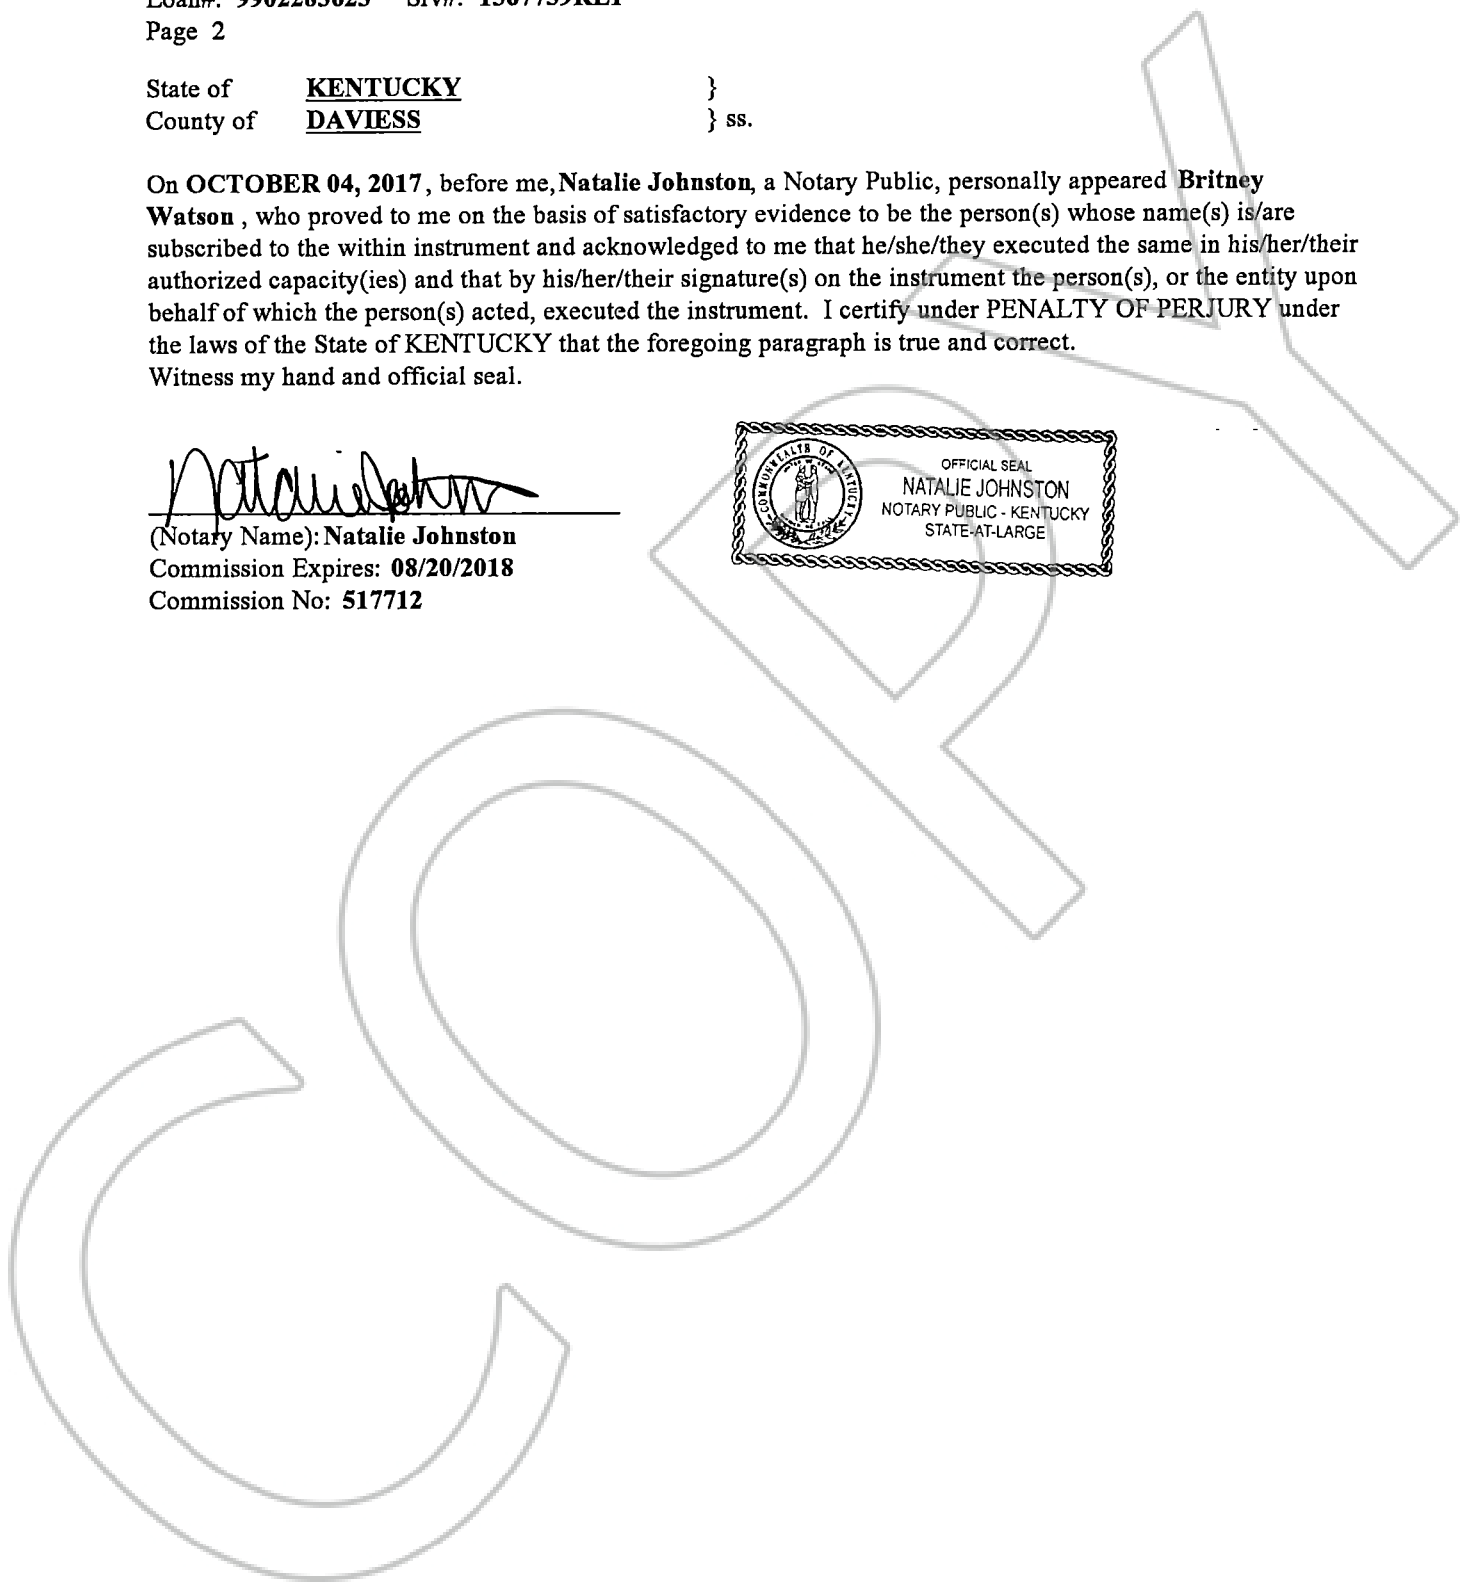 Page 2
State of KENTUCKY }
County of DAVIESS } ss.
On OCTOBER 04, 2017, before me, Natalie Johnston, a Notary Public, personally appeared Britney
Watson , who proved to me on the basis of satisfactory evidence to be the person(s) whose name(s) is/are
subscribed to the within instrument and acknowledged to me that he/she/they executed the same in his/her/their
authorized capacity(ies) and that by his/her/their signature(s) on the instrument the person(s), or the entity upon
behalf of which the person(s) acted, executed the instrument. I certify under PENALTY OF PERJURY under
the laws of the State of KENTUCKY that the foregoing paragraph is true and correct.
Witness my hand and official seal.
Natalie Johnston
(Notary Name): Natalie Johnston
Commission Expires: 08/20/2018
Commission No: 517712
COMMONWEALTH OF KENTUCKY
OFFICIAL SEAL
NATALIE JOHNSTON
NOTARY PUBLIC - KENTUCKY
STATE-AT-LARGE
COPY